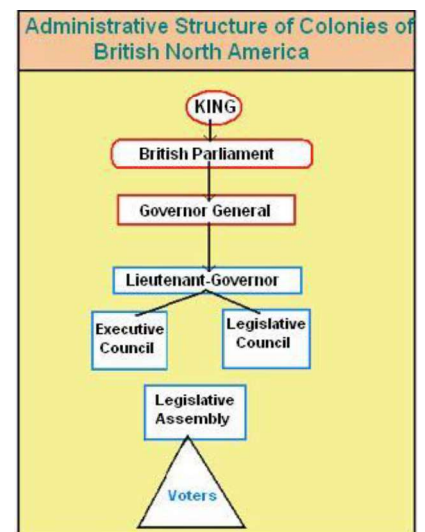 Administrative Structure of Colonies of
British North America
KING
British Parliament
Governor General
Lieutenant-Governor
Executive
Council
Legislative
Council
Legislative
Assembly
Voters